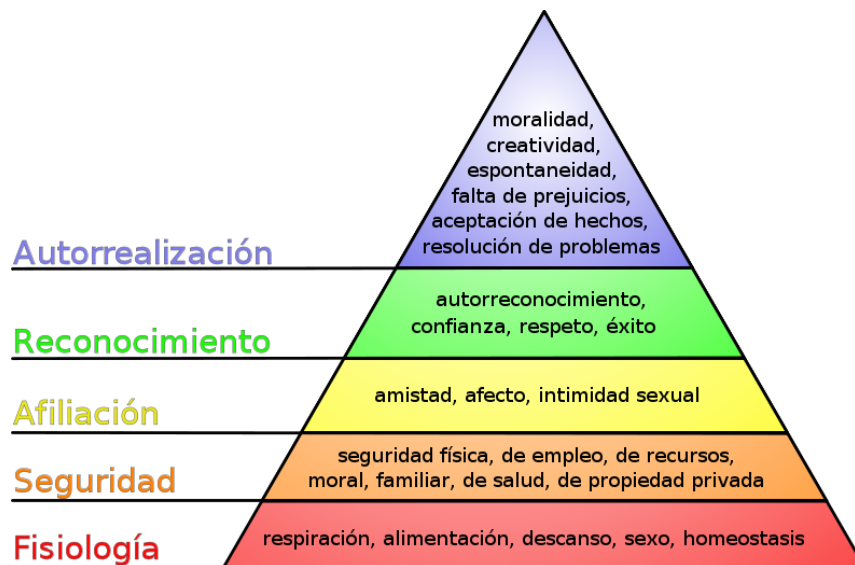 moralidad,
creatividad,
espontaneidad,
falta de prejuicios,
aceptación de hechos,
resolución de problemas
Autorrealización
autorreconocimiento,
confianza, respeto, éxito
Reconocimiento
amistad, afecto, intimidad sexual
Afiliación
seguridad física, de empleo, de recursos,
moral, familiar, de salud, de propiedad privada
Seguridad
respiración, alimentación, descanso, sexo, homeostasis
Fisiología